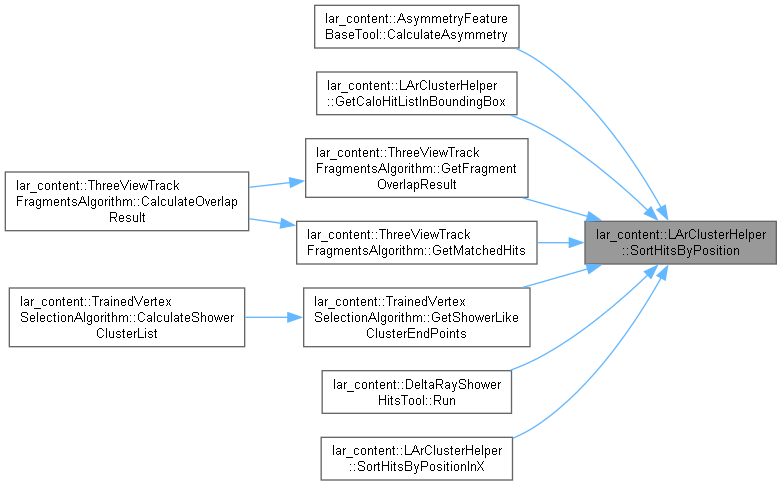 lar_content::AsymmetryFeature
BaseTool::CalculateAsymmetry
lar_content::LArClusterHelper
::GetCaloHitListInBoundingBox
lar_content::ThreeViewTrack
FragmentsAlgorithm::GetFragment
OverlapResult
lar_content::ThreeViewTrack
FragmentsAlgorithm::CalculateOverlap
Result
lar_content::ThreeViewTrack
FragmentsAlgorithm::GetMatchedHits
lar_content::LArClusterHelper
::SortHitsByPosition
lar_content::TrainedVertex
SelectionAlgorithm::CalculateShower
ClusterList
lar_content::TrainedVertex
SelectionAlgorithm::GetShowerLike
ClusterEndPoints
lar_content::DeltaRayShower
HitsTool::Run
lar_content::LArClusterHelper
::SortHitsByPositionInX